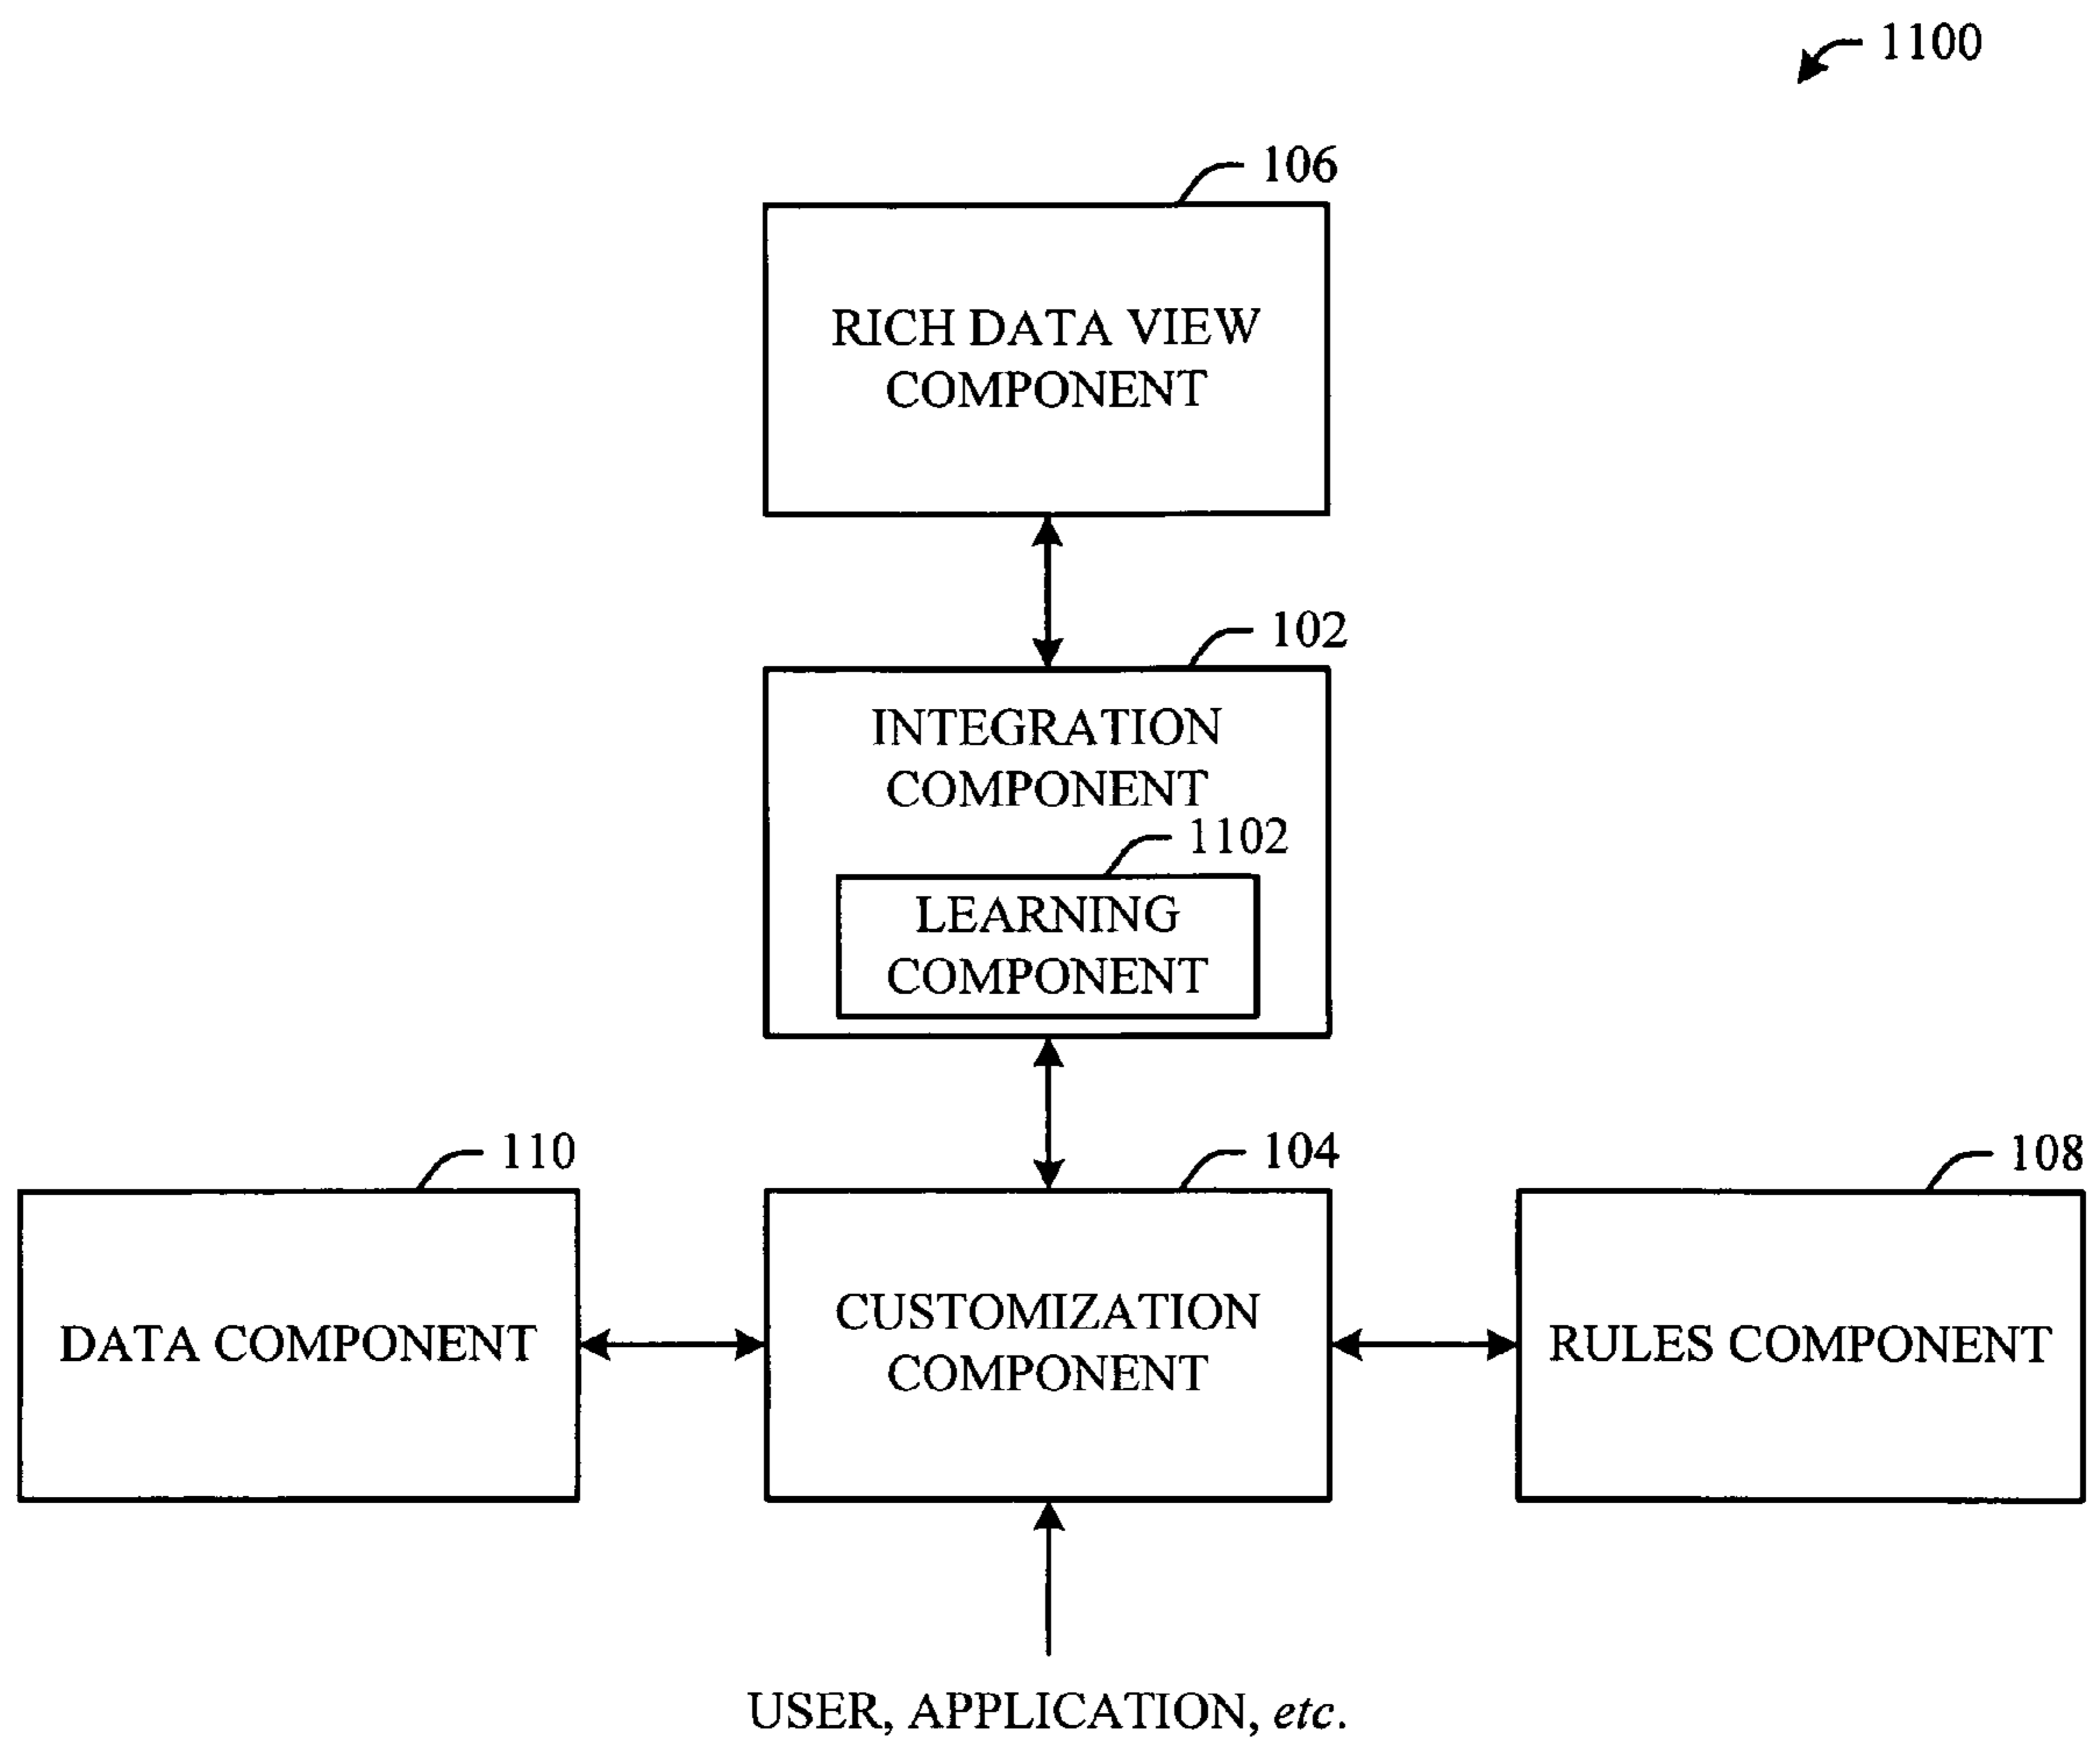 1100
106
RICH DATA VIEW
COMPONENT
102
INTEGRATION
COMPONENT
1102
LEARNING
COMPONENT
110
104
108
DATA COMPONENT
CUSTOMIZATION
COMPONENT
RULES COMPONENT
USER, APPLICATION, etc.